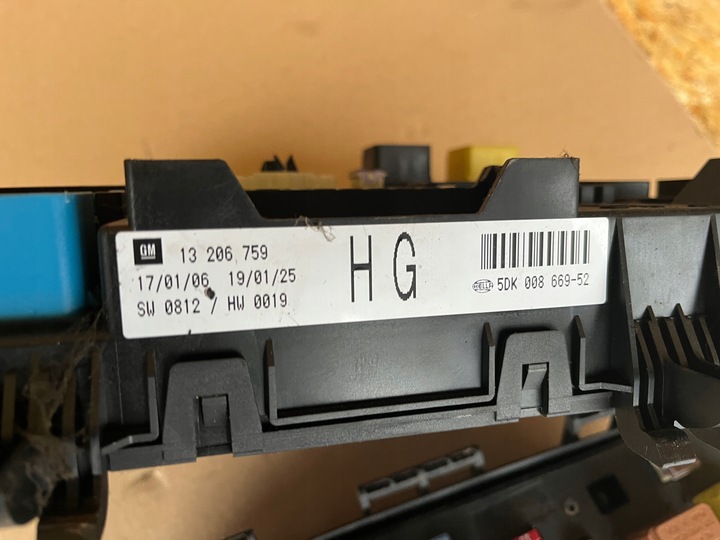 GM 13 206 759
17/01/06 19/01/25
SW 0812 / HW 0019
HG
HELLA 5DK 008 669-52